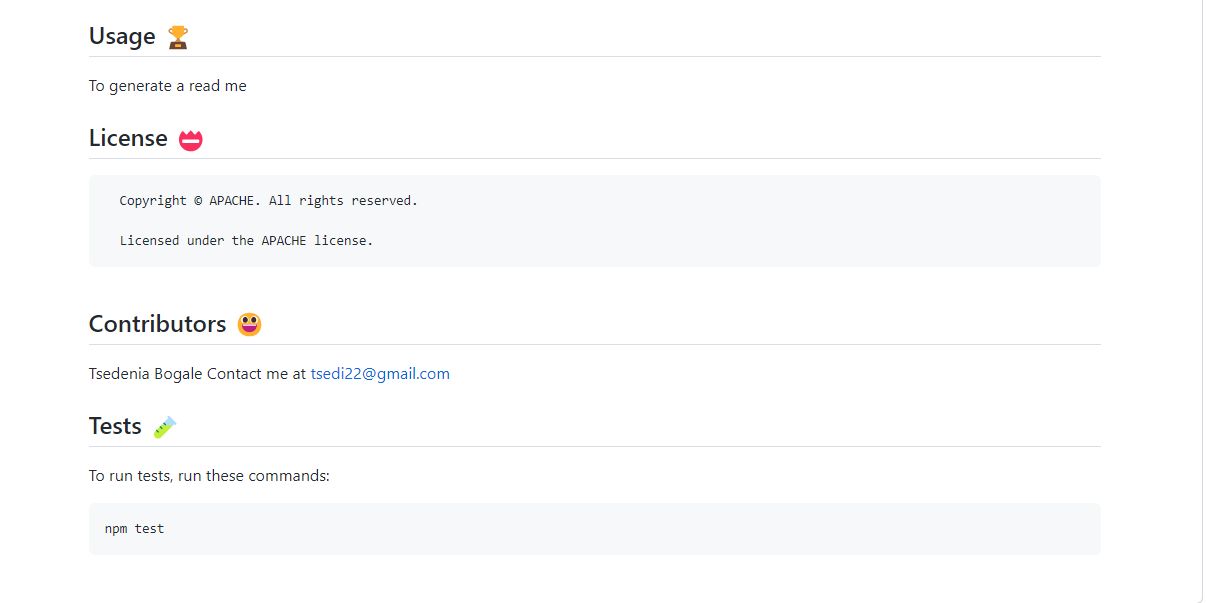 Usage 🏆
To generate a read me
License 📛
Copyright © APACHE. All rights reserved.
Licensed under the APACHE license.
Contributors 😃
Tsedenia Bogale Contact me at tsedi22@gmail.com
Tests 🧪
To run tests, run these commands:
npm test